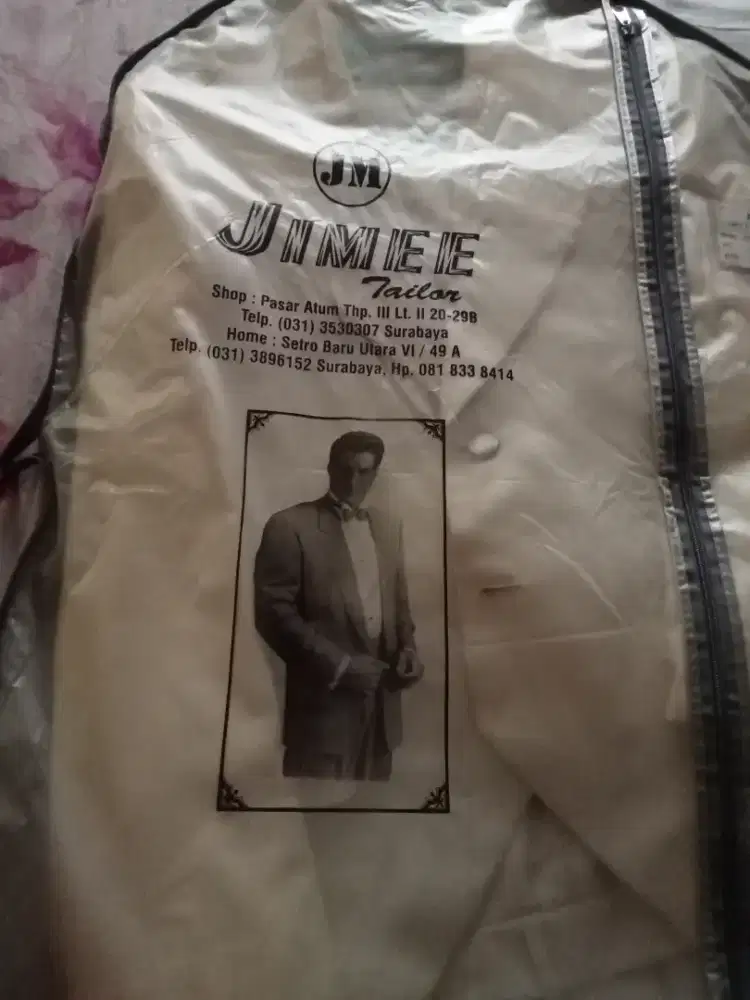 JM
JIMEE
Tailor
Shop : Pasar Atum Thp. III Lt. II 20-29B
Telp. (031) 3530307 Surabaya
Home : Setro Baru Utara VI / 49 A
Telp. (031) 3896152 Surabaya, Hp. 081 833 8414